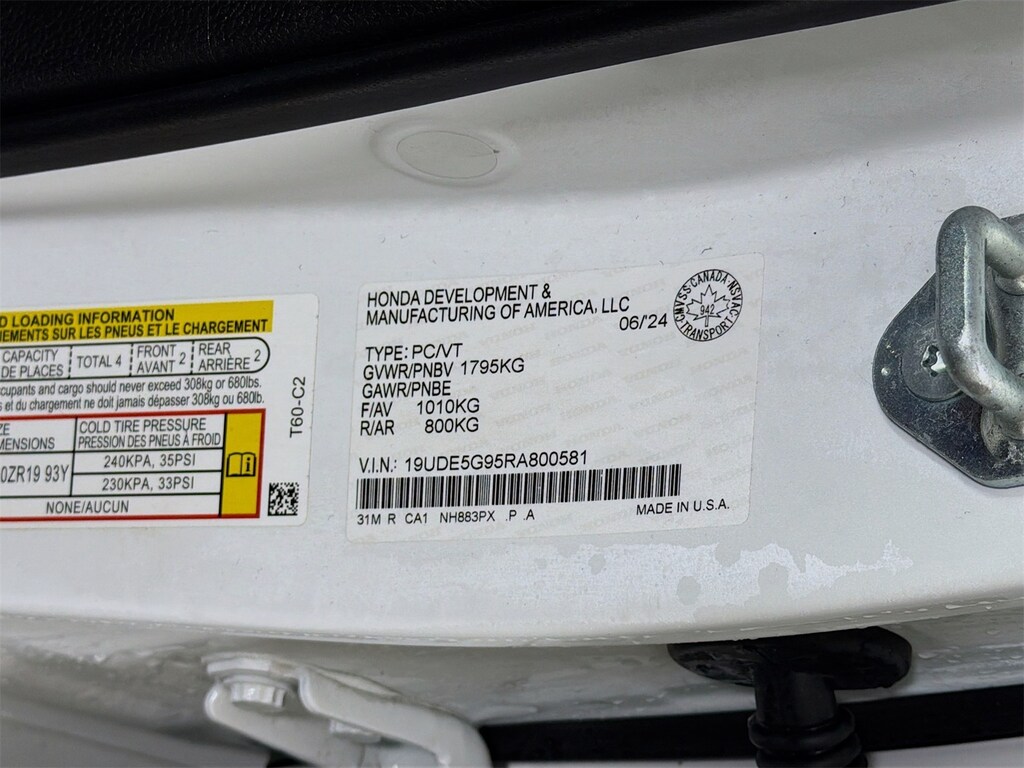 D LOADING INFORMATION
NEMENTS SUR LES PNEUS ET LE CHARGEMENT
CAPACITY
DE PLACES
TOTAL 4
FRONT
AVANT 2
REAR
ARRIÈRE 2
cupants and cargo should never exceed 308kg or 680lbs.
s et du chargement ne doit jamais dépasser 308kg ou 680lb.
ZE
MENSIONS
COLD TIRE PRESSURE
PRESSION DES PNEUS À FROID
0ZR19 93Y
240KPA, 35PSI
230KPA, 33PSI
NONE/AUCUN
T60-C2
HONDA DEVELOPMENT &
MANUFACTURING OF AMERICA, LLC
06/24
CMVSS·CANADA·NSVAC·
942
TRANSPORT
TYPE: PC/VT
GVWR/PNBV 1795KG
GAWR/PNBE
F/AV 1010KG
R/AR 800KG
V.I.N.: 19UDE5G95RA800581
31M R CA1 NH883PX .P .A
MADE IN U.S.A.